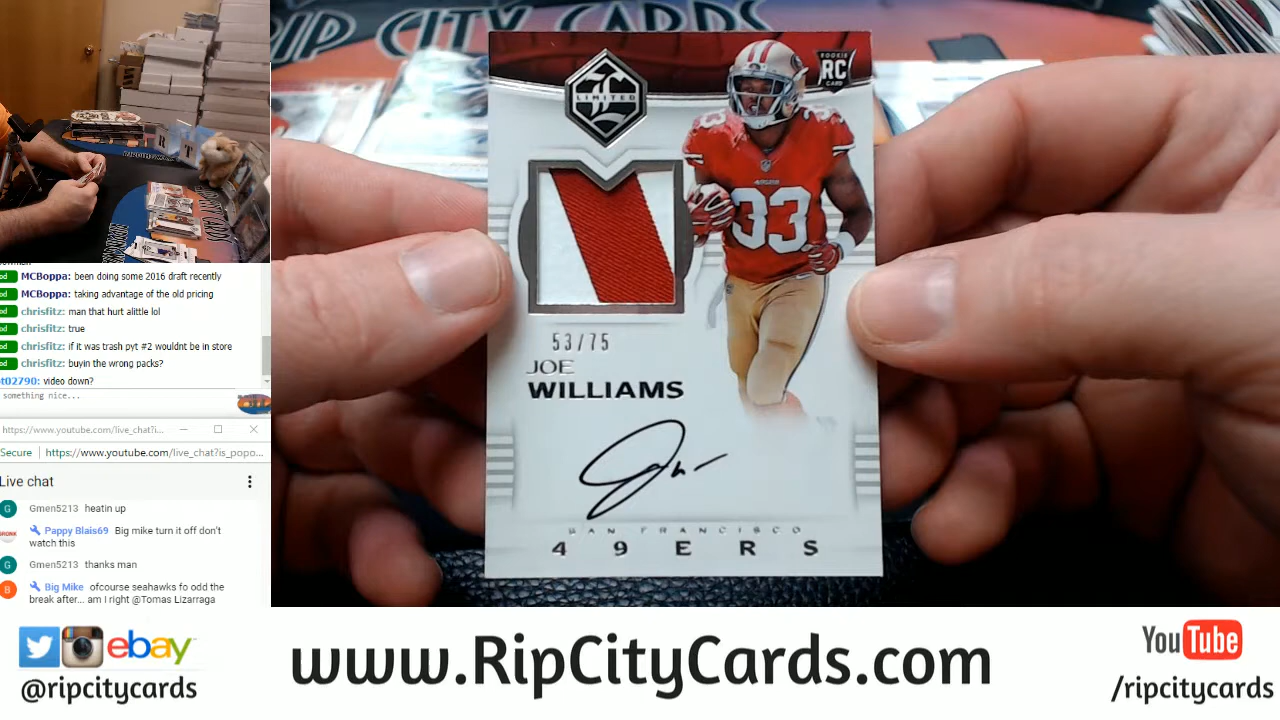 RIP CITY CARDS
LIMITED
ROOKIE
RC
CARD
33
33
53/75
JOE
WILLIAMS
SAN FRANCISCO
49ERS
MCBoppa: been doing some 2016 draft recently
MCBoppa: taking advantage of the old pricing
chrisfitz: man that hurt alittle lol
chrisfitz: true
chrisfitz: if it was trash pyt #2 wouldnt be in store
chrisfitz: buyin the wrong packs?
t02790: video down?
something nice...
https://www.youtube.com/live_chat?i...
Secure https://www.youtube.com/live_chat?is_popo...
Live chat
G Gmen5213 heatin up
Pappy Blais69 Big mike turn it off don't
watch this
G Gmen5213 thanks man
B Big Mike ofcourse seahawks fo odd the
break after... am I right @Tomas Lizarraga
ebay
@ripcitycards
www.RipCityCards.com
YouTube
/ripcitycards